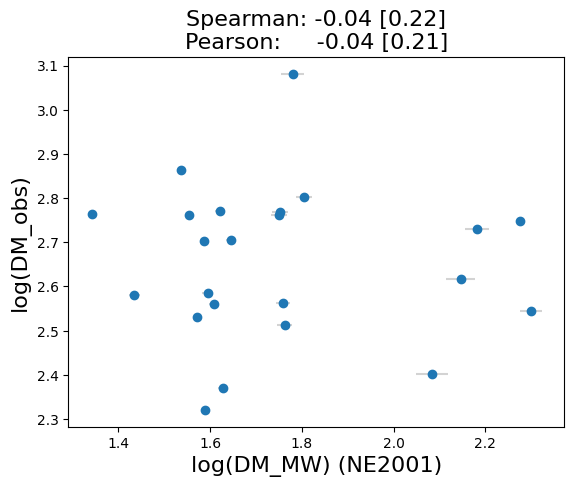 Spearman: -0.04 [0.22]
Pearson: -0.04 [0.21]
log(DM_obs)
3.1
3.0
2.9
2.8
2.7
2.6
2.5
2.4
2.3
1.4 1.6 1.8 2.0 2.2
log(DM_MW) (NE2001)